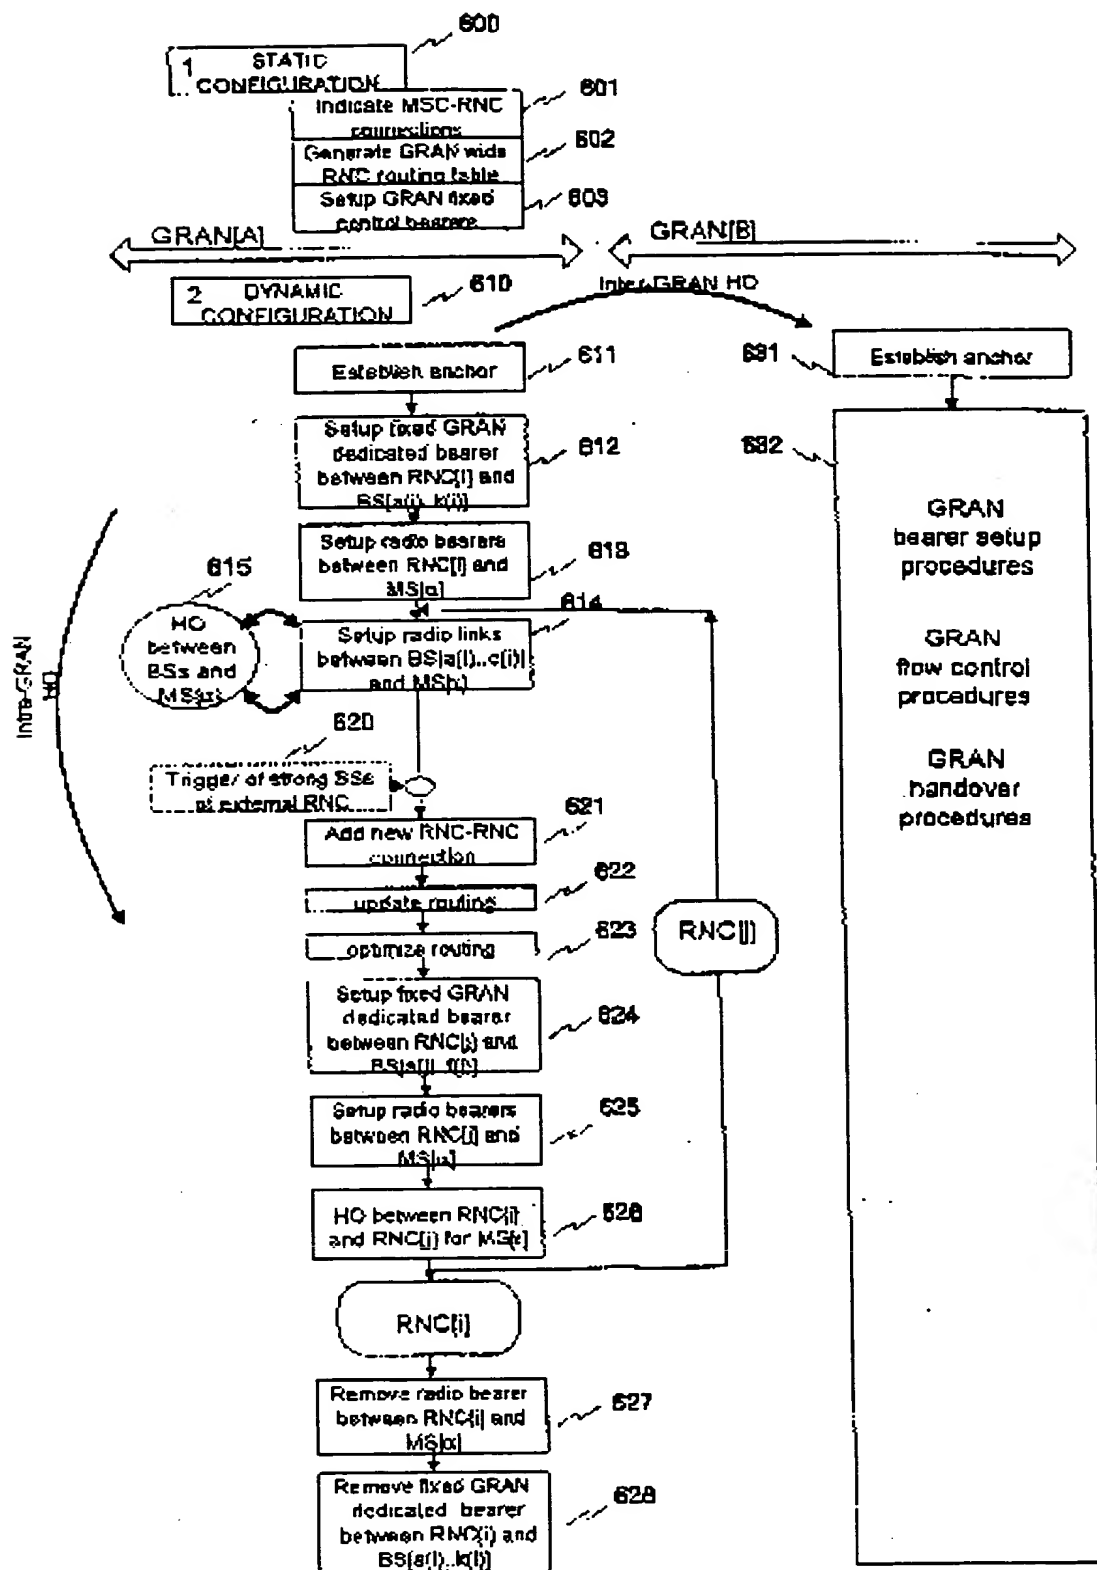 600
1 STATIC
CONFIGURATION
601
Indicate MSC-RNC
connections
602
Generate GRAN wide
RNC routing table
603
Setup GRAN fixed
control bearers
GRAN[A]
GRAN[B]
2 DYNAMIC
CONFIGURATION
610
Inter-GRAN HO
Establish anchor
611
631
Establish anchor
Setup fixed GRAN
dedicated bearer
between RNC[i] and
BS[a(i)..k(i)]
612
632
GRAN
bearer setup
procedures
GRAN
flow control
procedures
GRAN
handover
procedures
Setup radio bearers
between RNC[i] and
MS[α]
613
614
615
HO
between
BSs and
MS[α]
Setup radio links
between BS[a(i)..c(i)]
and MS[α]
Intra-GRAN
HO
620
Trigger of strong BSs
of external RNC
621
Add new RNC-RNC
connection
622
update routing
623
optimize routing
RNC[j]
Setup fixed GRAN
dedicated bearer
between RNC(j) and
624
Setup radio bearers
between RNC[j] and
MS[α]
625
HO between RNC[i]
and RNC[j] for MS[α]
626
RNC[i]
Remove radio bearer
between RNC[i] and
MS[α]
627
Remove fixed GRAN
dedicated bearer
between RNC(i) and
BS[a(i)..k(i)]
628